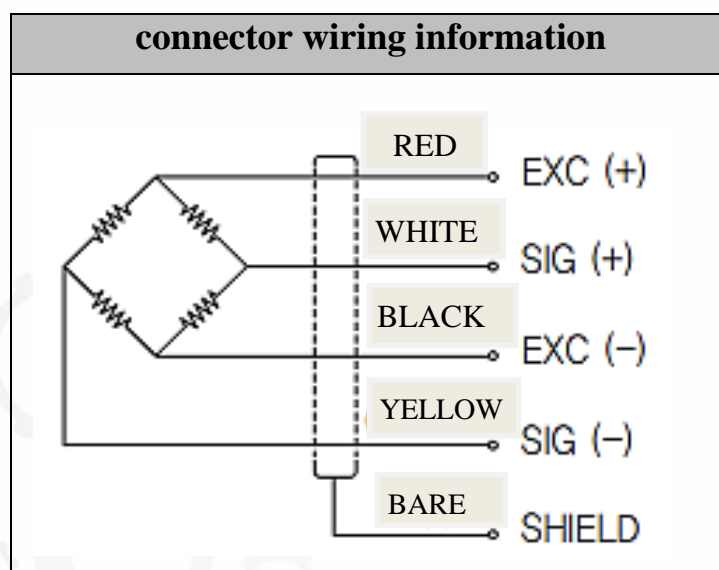 connector wiring information
RED
EXC (+)
WHITE
SIG (+)
BLACK
EXC (-)
YELLOW
SIG (-)
BARE
SHIELD